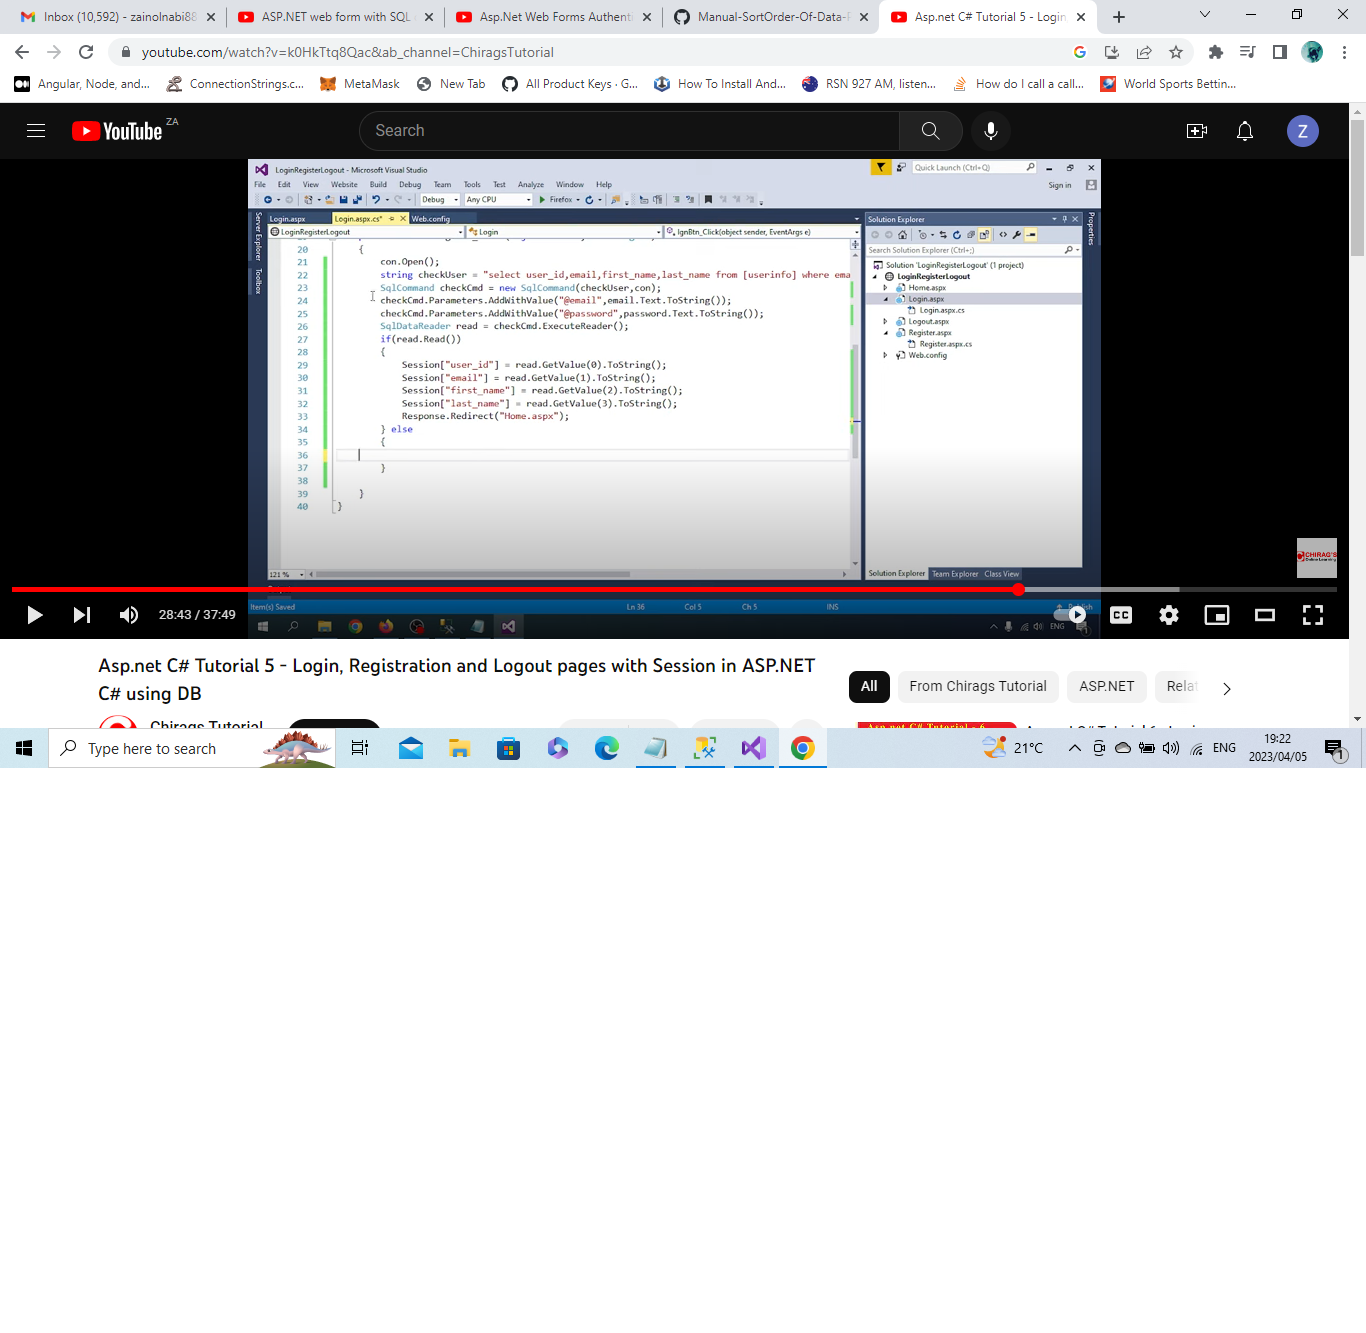 Inbox (10,592) - zainolnabi88
ASP.NET web form with SQL
Asp.Net Web Forms Authent
Manual-SortOrder-Of-Data-
Asp.net C# Tutorial 5 - Login
youtube.com/watch?v=k0HkTtq8Qac&ab_channel=ChiragsTutorial
Angular, Node, and...
ConnectionStrings.c...
MetaMask
New Tab
All Product Keys · G...
How To Install And...
RSN 927 AM, listen...
How do I call a call...
World Sports Bettin...
YouTube ZA
Search
Z
LoginRegisterLogout - Microsoft Visual Studio
Quick Launch (Ctrl+Q)
File Edit View Website Build Debug Team Tools Test Analyze Window Help
Sign in
Debug Any CPU Firefox
Server Explorer
Toolbox
Login.aspx Login.aspx.cs* Web.config
LoginRegisterLogout Login lgnBtn_Click(object sender, EventArgs e)
20 {
21 con.Open();
22 string checkUser = "select user_id,email,first_name,last_name from [userinfo] where ema
23 SqlCommand checkCmd = new SqlCommand(checkUser,con);
24 checkCmd.Parameters.AddWithValue("@email",email.Text.ToString());
25 checkCmd.Parameters.AddWithValue("@password",password.Text.ToString());
26 SqlDataReader read = checkCmd.ExecuteReader();
27 if(read.Read())
28 {
29 Session["user_id"] = read.GetValue(0).ToString();
30 Session["email"] = read.GetValue(1).ToString();
31 Session["first_name"] = read.GetValue(2).ToString();
32 Session["last_name"] = read.GetValue(3).ToString();
33 Response.Redirect("Home.aspx");
34 } else
35 {
36
37 }
38
39 }
40 }
121 %
Solution Explorer
Search Solution Explorer (Ctrl+;)
Solution 'LoginRegisterLogout' (1 project)
LoginRegisterLogout
Home.aspx
Login.aspx
Login.aspx.cs
Logout.aspx
Register.aspx
Register.aspx.cs
Web.config
Solution Explorer Team Explorer Class View
Properties
CHIRAG'S
Item(s) Saved Ln 36 Col 5 Ch 5 INS
ENG
28:43 / 37:49
CC
Asp.net C# Tutorial 5 - Login, Registration and Logout pages with Session in ASP.NET
C# using DB
All
From Chirags Tutorial
ASP.NET
Relat
Chirags Tutorial
Type here to search
21°C
ENG
19:22
2023/04/05
1